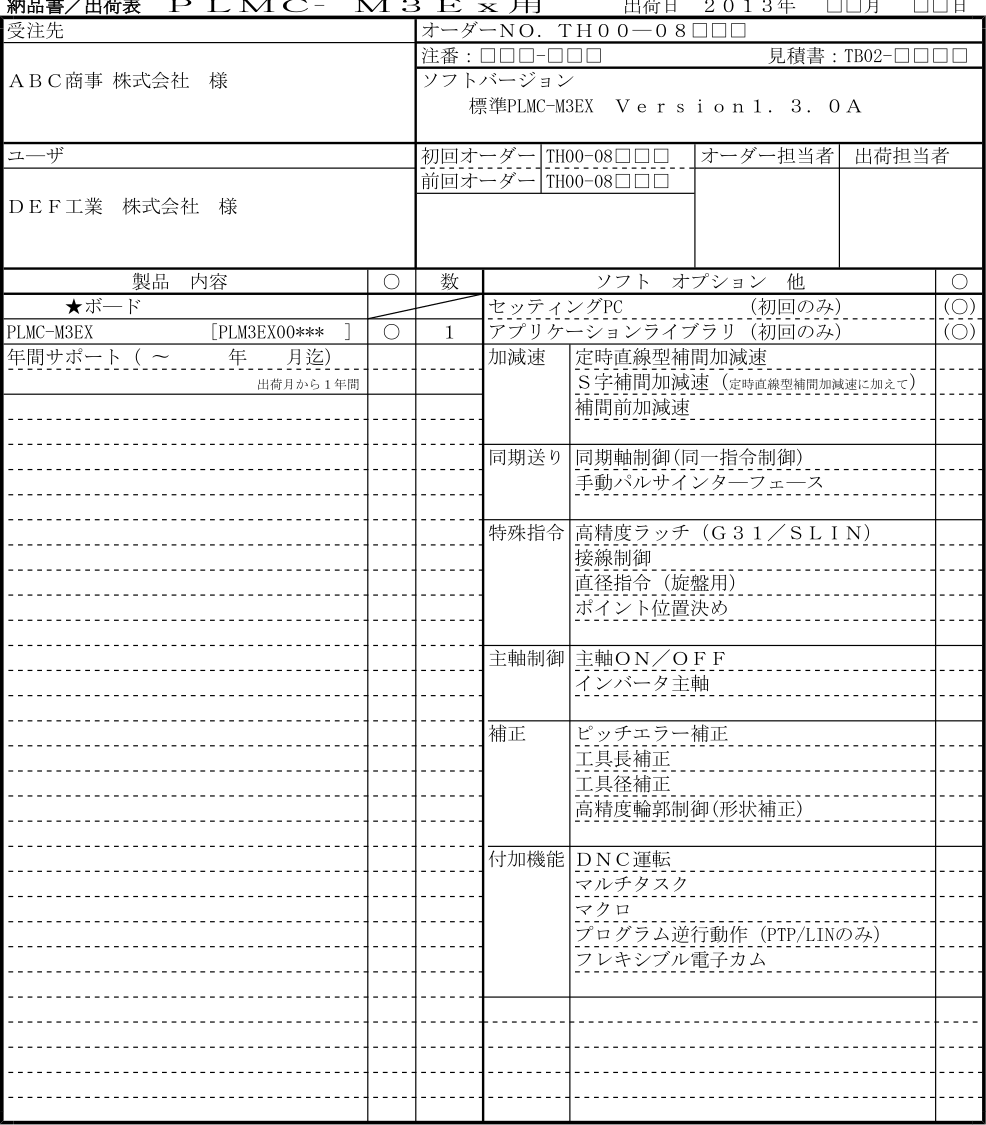 納品書／出荷表 ＰＬＭＣ-Ｍ３Ｅｘ用 出荷日 ２０１３年 □□月 □□日
受注先
オーダーNO．ＴＨ００―０８□□□
注番：□□□-□□□ 見積書：TB02-□□□□
ＡＢＣ商事 株式会社 様
ソフトバージョン
標準PLMC-M3EX Ｖｅｒｓｉｏｎ１．３．０Ａ
ユ―ザ
初回オーダー TH00-08□□□ オーダー担当者 出荷担当者
前回オーダー TH00-08□□□
ＤＥＦ工業 株式会社 様
製品 内容 ○ 数 ソフト オプション 他 ○
★ボ―ド
セッティングPC (初回のみ) (○)
PLMC-M3EX [PLM3EX00*** ] ○ 1
アプリケーションライブラリ (初回のみ) (○)
年間サポート（ ～ 年 月迄)
出荷月から１年間
加減速 定時直線型補間加減速
Ｓ字補間加減速（定時直線型補間加減速に加えて）
補間前加減速
同期送り 同期軸制御(同一指令制御)
手動パルサインタ―フェ―ス
特殊指令 高精度ラッチ（Ｇ３１／ＳＬＩＮ）
接線制御
直径指令（旋盤用）
ポイント位置決め
主軸制御 主軸ＯＮ／ＯＦＦ
インバータ主軸
補正 ピッチエラー補正
工具長補正
工具径補正
高精度輪郭制御(形状補正)
付加機能 ＤＮＣ運転
マルチタスク
マクロ
プログラム逆行動作（PTP/LINのみ）
フレキシブル電子カム